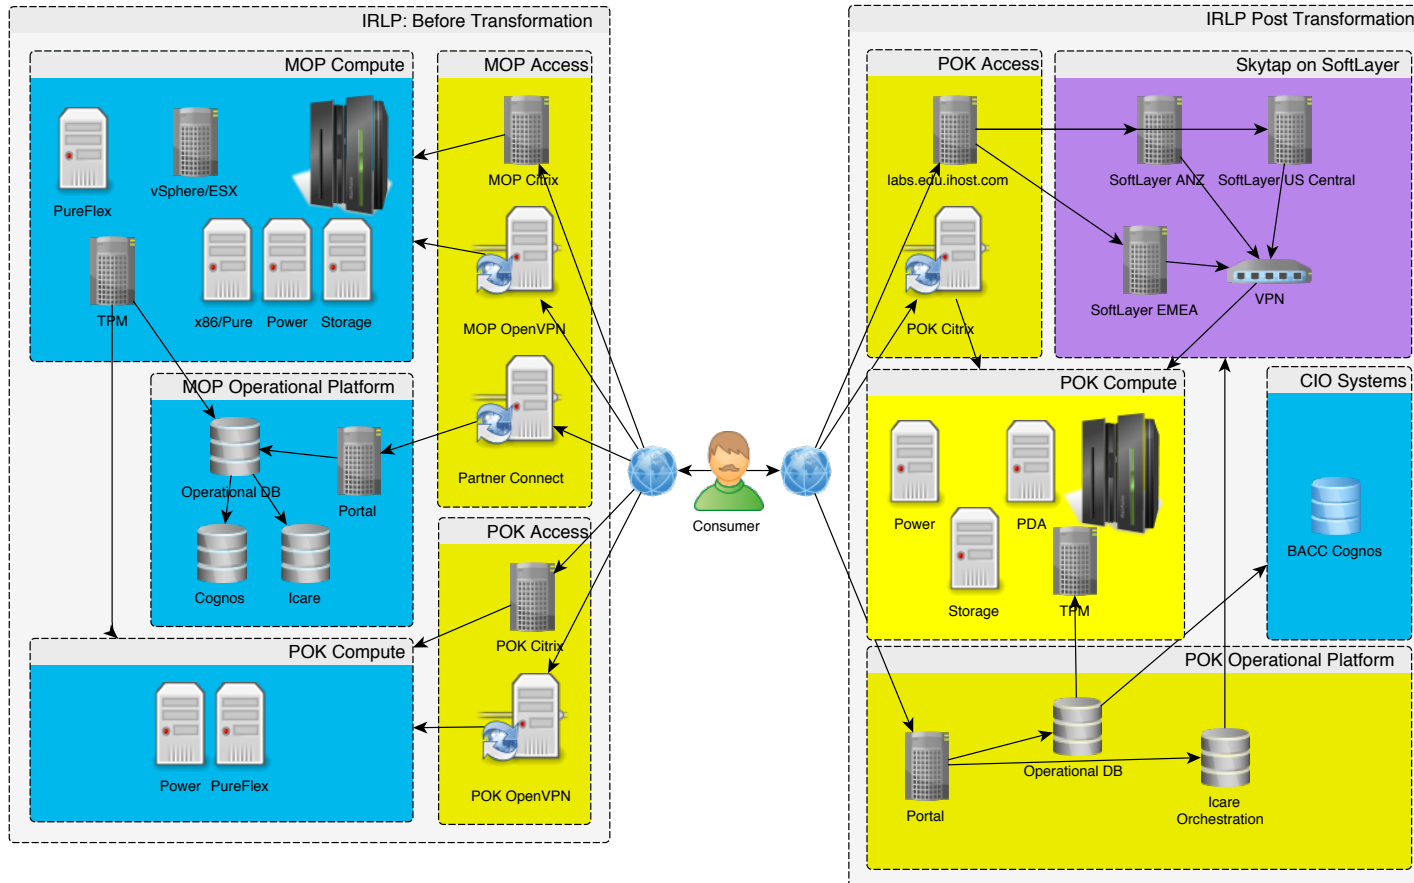 IRLP: Before Transformation
MOP Compute
PureFlex
vSphere/ESX
TPM
x86/Pure
Power
Storage
MOP Access
MOP Citrix
MOP OpenVPN
Partner Connect
MOP Operational Platform
Operational DB
Portal
Cognos
Icare
POK Access
POK Citrix
POK OpenVPN
POK Compute
Power
PureFlex
Consumer
IRLP Post Transformation
POK Access
labs.edu.ihost.com
POK Citrix
Skytap on SoftLayer
SoftLayer ANZ
SoftLayer US Central
SoftLayer EMEA
VPN
POK Compute
Power
PDA
Storage
TPM
CIO Systems
BACC Cognos
POK Operational Platform
Portal
Operational DB
Icare
Orchestration